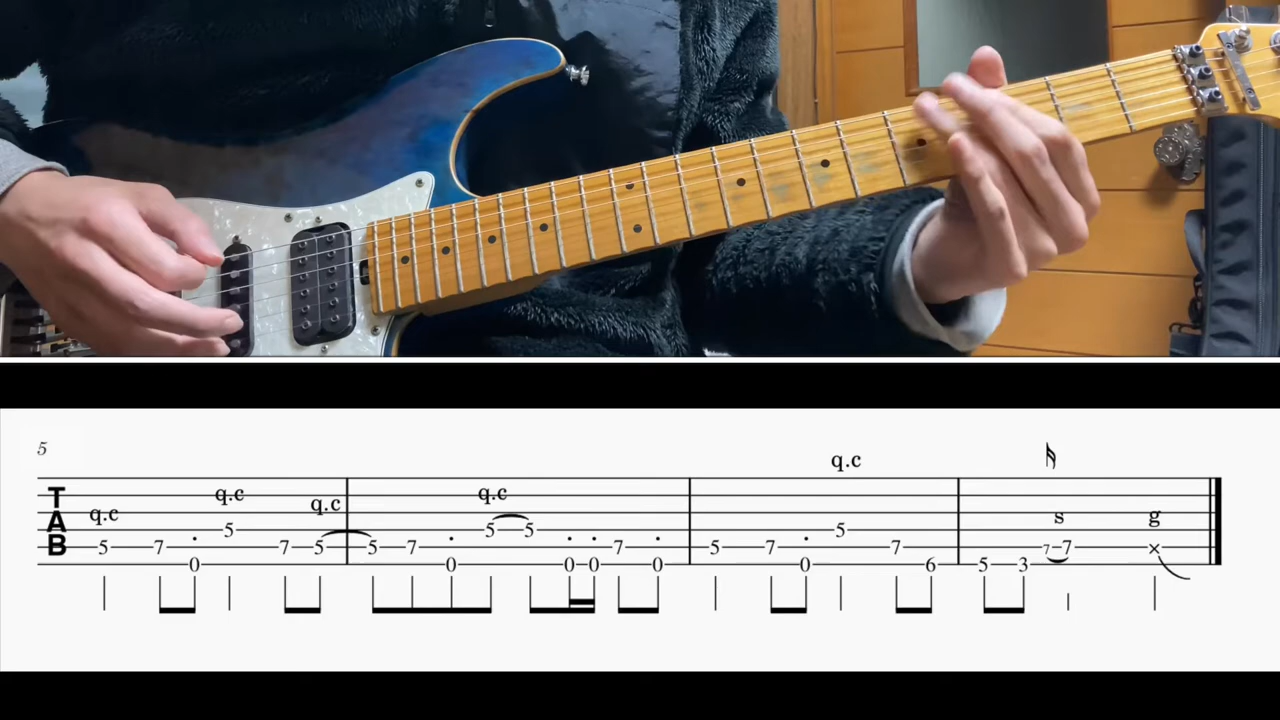 5
q.c q.c q.c q.c q.c
T A B
s g
5 5 5 5
5 7 7 5 5 7 7 5 7 7 7 7 ×
0 0 0 0 0 0 6 5 3